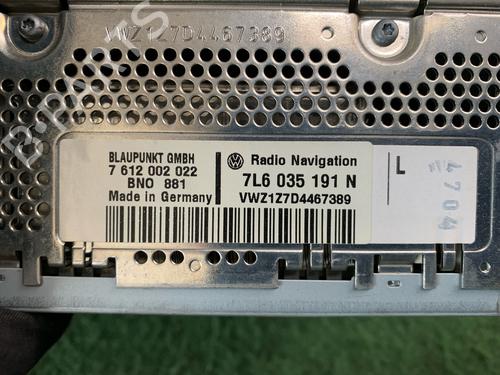 VWZ1Z7D4467389
BLAUPUNKT GMBH
7 612 002 022
BNO 881
Made in Germany
Radio Navigation
7L6 035 191 N
VWZ1Z7D4467389
L
4704
B-Parts